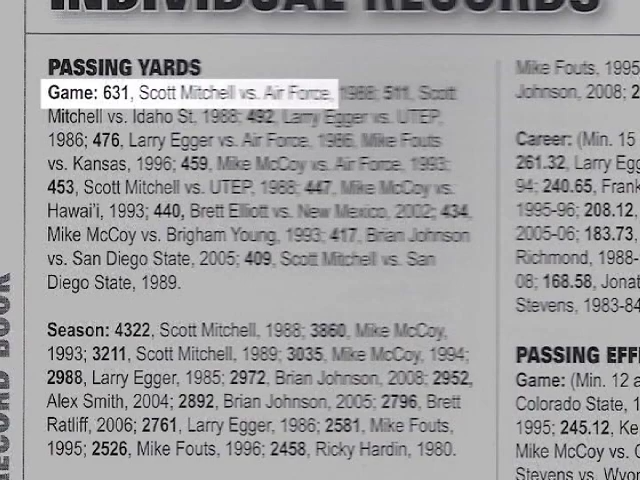 INDIVIDUAL RECORDS
PASSING YARDS
Game: 631, Scott Mitchell vs. Air Force, 1988; 511, Scott
Mitchell vs. Idaho St. 1988; 492, Larry Egger vs. UTEP,
1986; 476, Larry Egger vs. Air Force, 1986, Mike Fouts
vs. Kansas, 1996; 459, Mike McCoy vs. Air Force, 1993;
453, Scott Mitchell vs. UTEP, 1988; 447, Mike McCoy vs.
Hawai'i, 1993; 440, Brett Elliott vs. New Mexico, 2002; 434,
Mike McCoy vs. Brigham Young, 1993; 417, Brian Johnson
vs. San Diego State, 2005; 409, Scott Mitchell vs. San
Diego State, 1989.
Season: 4322, Scott Mitchell, 1988; 3860, Mike McCoy,
1993; 3211, Scott Mitchell, 1989; 3035, Mike McCoy, 1994;
2988, Larry Egger, 1985; 2972, Brian Johnson, 2008; 2952,
Alex Smith, 2004; 2892, Brian Johnson, 2005; 2796, Brett
Ratliff, 2006; 2761, Larry Egger, 1986; 2581, Mike Fouts,
1995; 2526, Mike Fouts, 1996; 2458, Ricky Hardin, 1980.
Mike Fouts, 1995
Johnson, 2008; 2
Career: (Min. 15
261.32, Larry Egg
94; 240.65, Frank
1995-96; 208.12,
2005-06; 183.73,
Richmond, 1988-
08; 168.58, Jonat
Stevens, 1983-84
PASSING EFFI
Game: (Min. 12 a
Colorado State, 1
1995; 245.12, Ke
Mike McCoy vs. C
Stevens vs. Wyom
RECORD BOOK